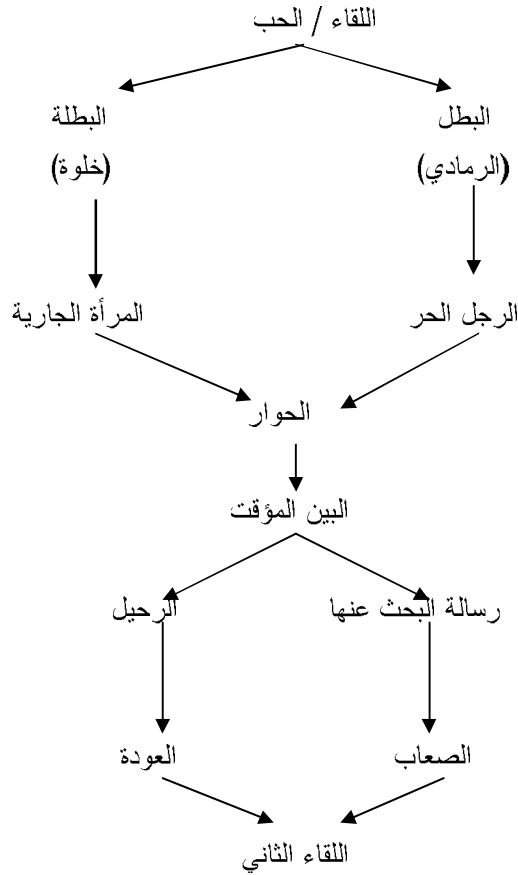 اللقاء / الحب
البطل
البطلة
(الرمادي)
(خلوة)
الرجل الحر
المرأة الجارية
الحوار
البين المؤقت
رسالة البحث عنها
الرحيل
الصعاب
العودة
اللقاء الثاني